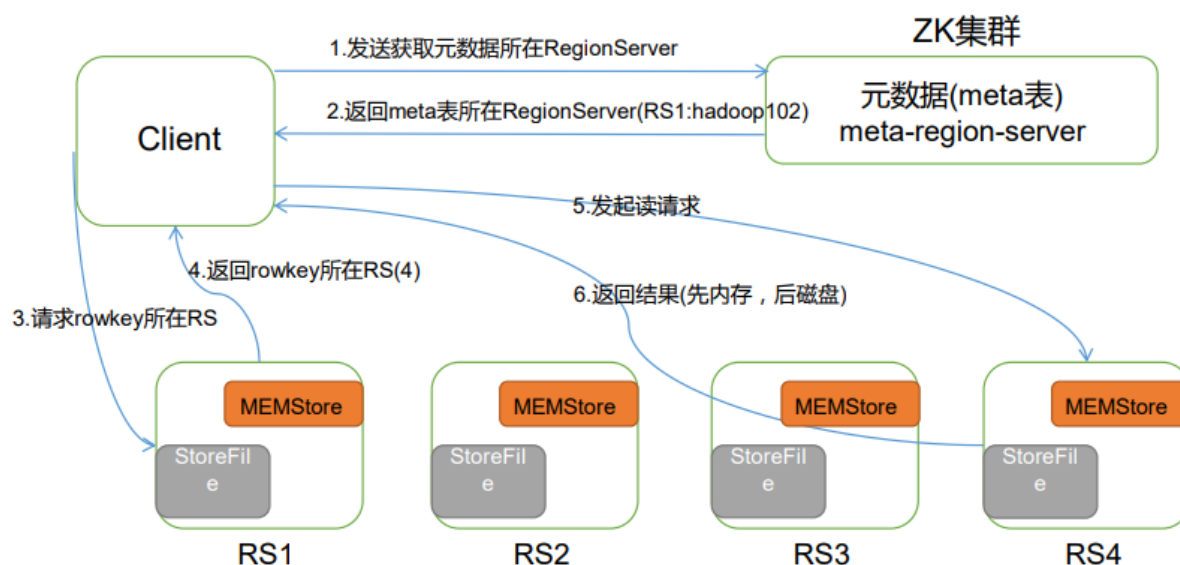 ZK集群
1.发送获取元数据所在RegionServer
元数据(meta表)
meta-region-server
2.返回meta表所在RegionServer(RS1:hadoop102)
Client
5.发起读请求
4.返回rowkey所在RS(4)
6.返回结果(先内存，后磁盘)
3.请求rowkey所在RS
MEMStore
StoreFil
e
RS1
MEMStore
StoreFil
e
RS2
MEMStore
StoreFil
e
RS3
MEMStore
StoreFil
e
RS4